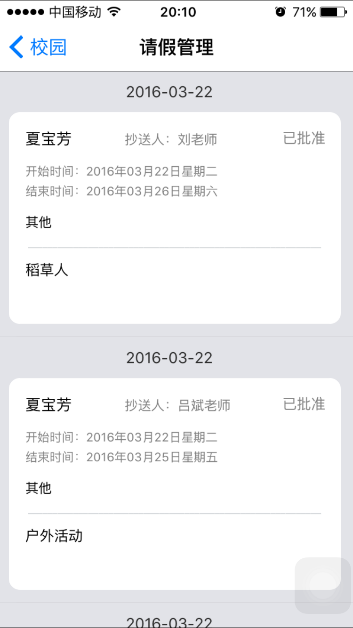 中国移动 20:10 71%
校园 请假管理
2016-03-22
夏宝芳 抄送人：刘老师 已批准
开始时间：2016年03月22日星期二
结束时间：2016年03月26日星期六
其他
稻草人
2016-03-22
夏宝芳 抄送人：吕斌老师 已批准
开始时间：2016年03月22日星期二
结束时间：2016年03月25日星期五
其他
户外活动
2016-03-22